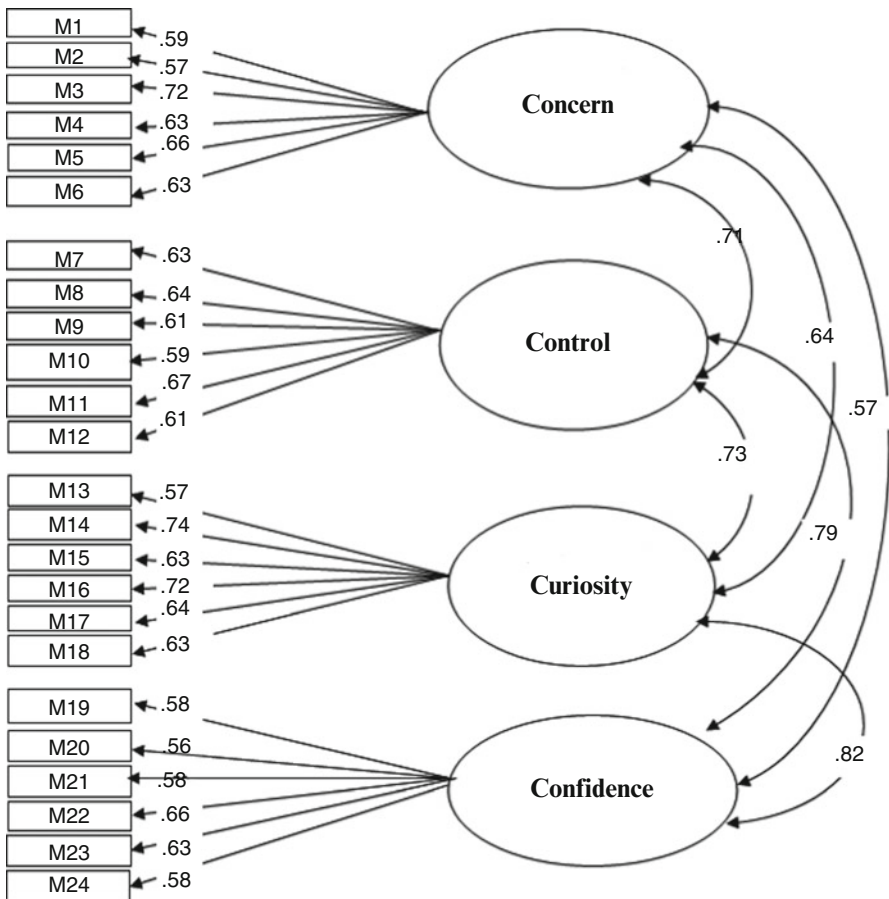 M1
.59
M2
.57
M3
.72
M4
.63
M5
.66
M6
.63
Concern
M7
.63
M8
.64
M9
.61
M10
.59
M11
.67
M12
.61
Control
M13
.57
M14
.74
M15
.63
M16
.72
M17
.64
M18
.63
Curiosity
M19
.58
M20
.56
M21
.58
M22
.66
M23
.63
M24
.58
Confidence
.71
.64
.57
.73
.79
.82